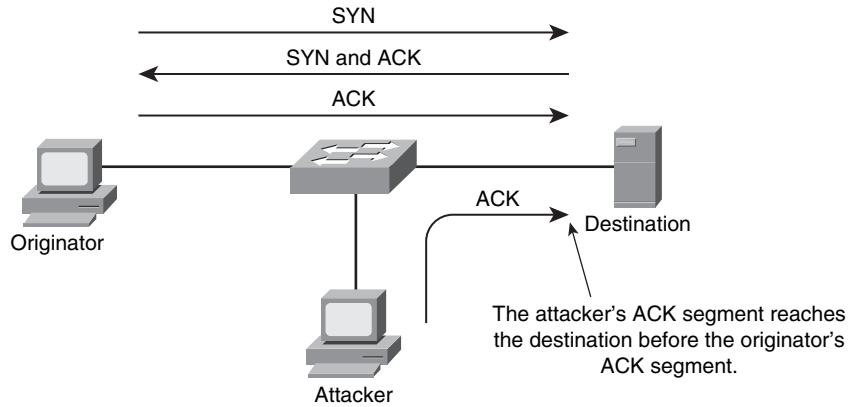 SYN
SYN and ACK
ACK
ACK
Originator
Destination
The attacker's ACK segment reaches
the destination before the originator's
ACK segment.
Attacker